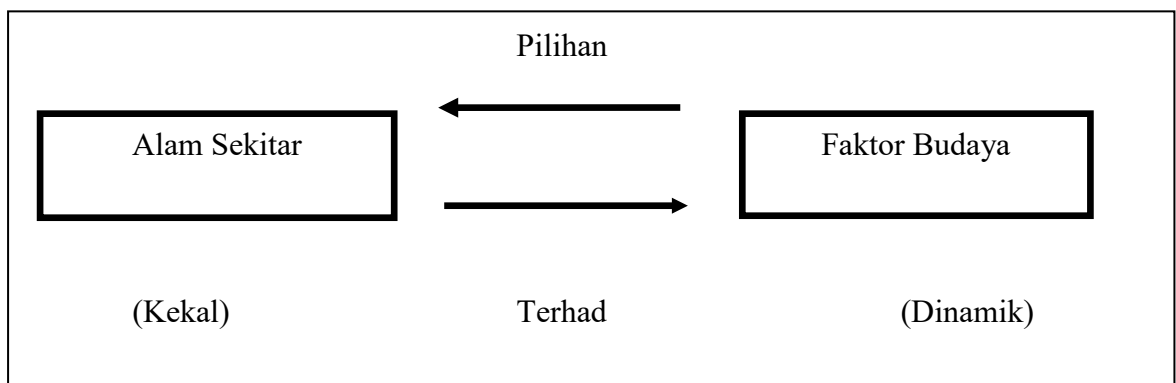 Pilihan
Alam Sekitar
Faktor Budaya
(Kekal)
Terhad
(Dinamik)